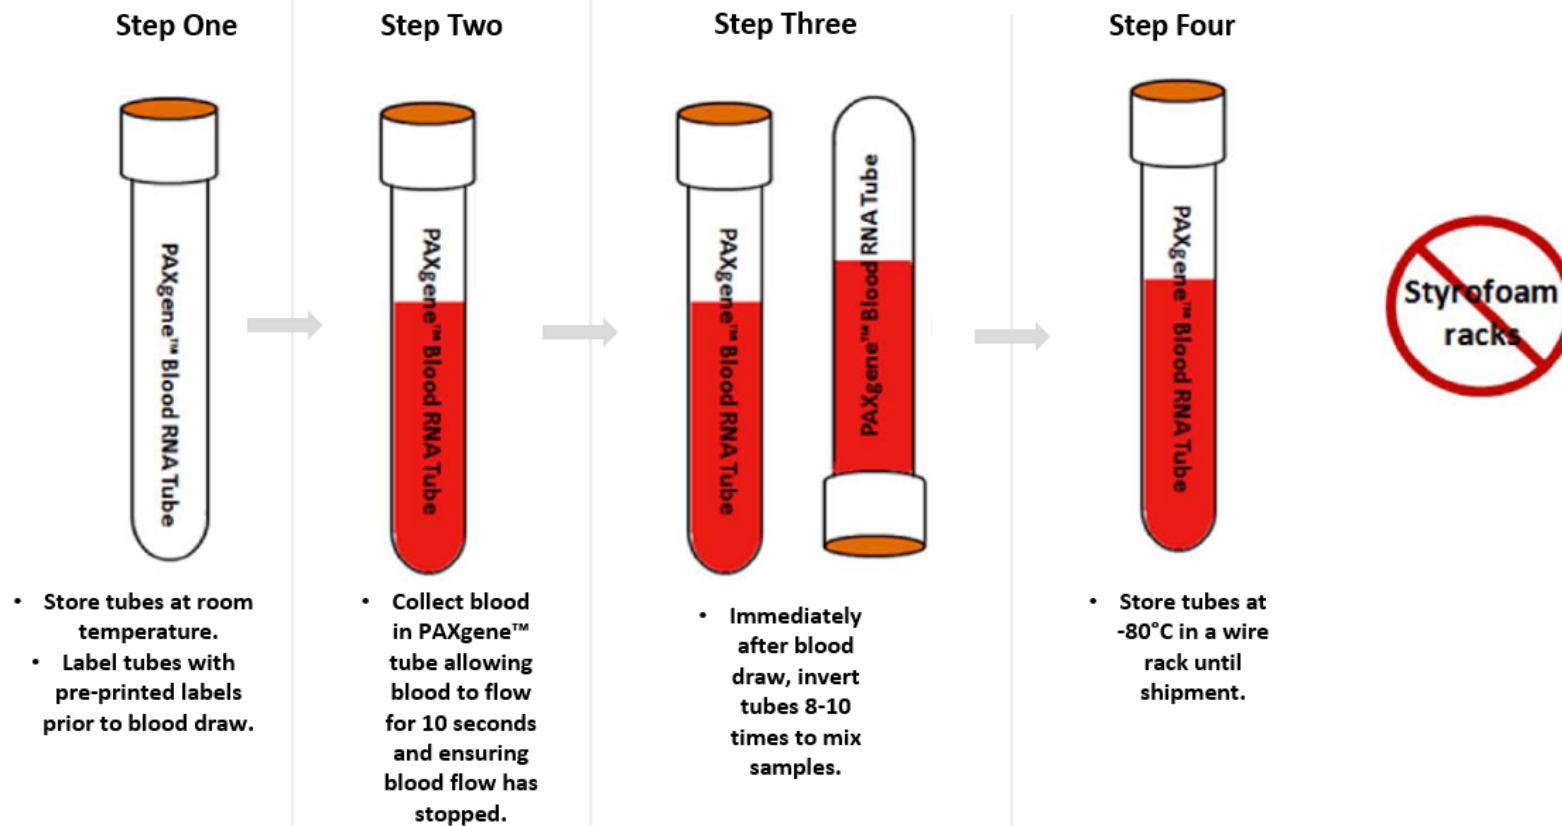 Step One
PAXgene™ Blood RNA Tube
• Store tubes at room
temperature.
• Label tubes with
pre-printed labels
prior to blood draw.
Step Two
PAXgene™ Blood RNA Tube
• Collect blood
in PAXgene™
tube allowing
blood to flow
for 10 seconds
and ensuring
blood flow has
stopped.
Step Three
PAXgene™ Blood RNA Tube
PAXgene™ Blood RNA Tube
• Immediately
after blood
draw, invert
tubes 8-10
times to mix
samples.
Step Four
PAXgene™ Blood RNA Tube
• Store tubes at
-80°C in a wire
rack until
shipment.
Styrofoam
racks